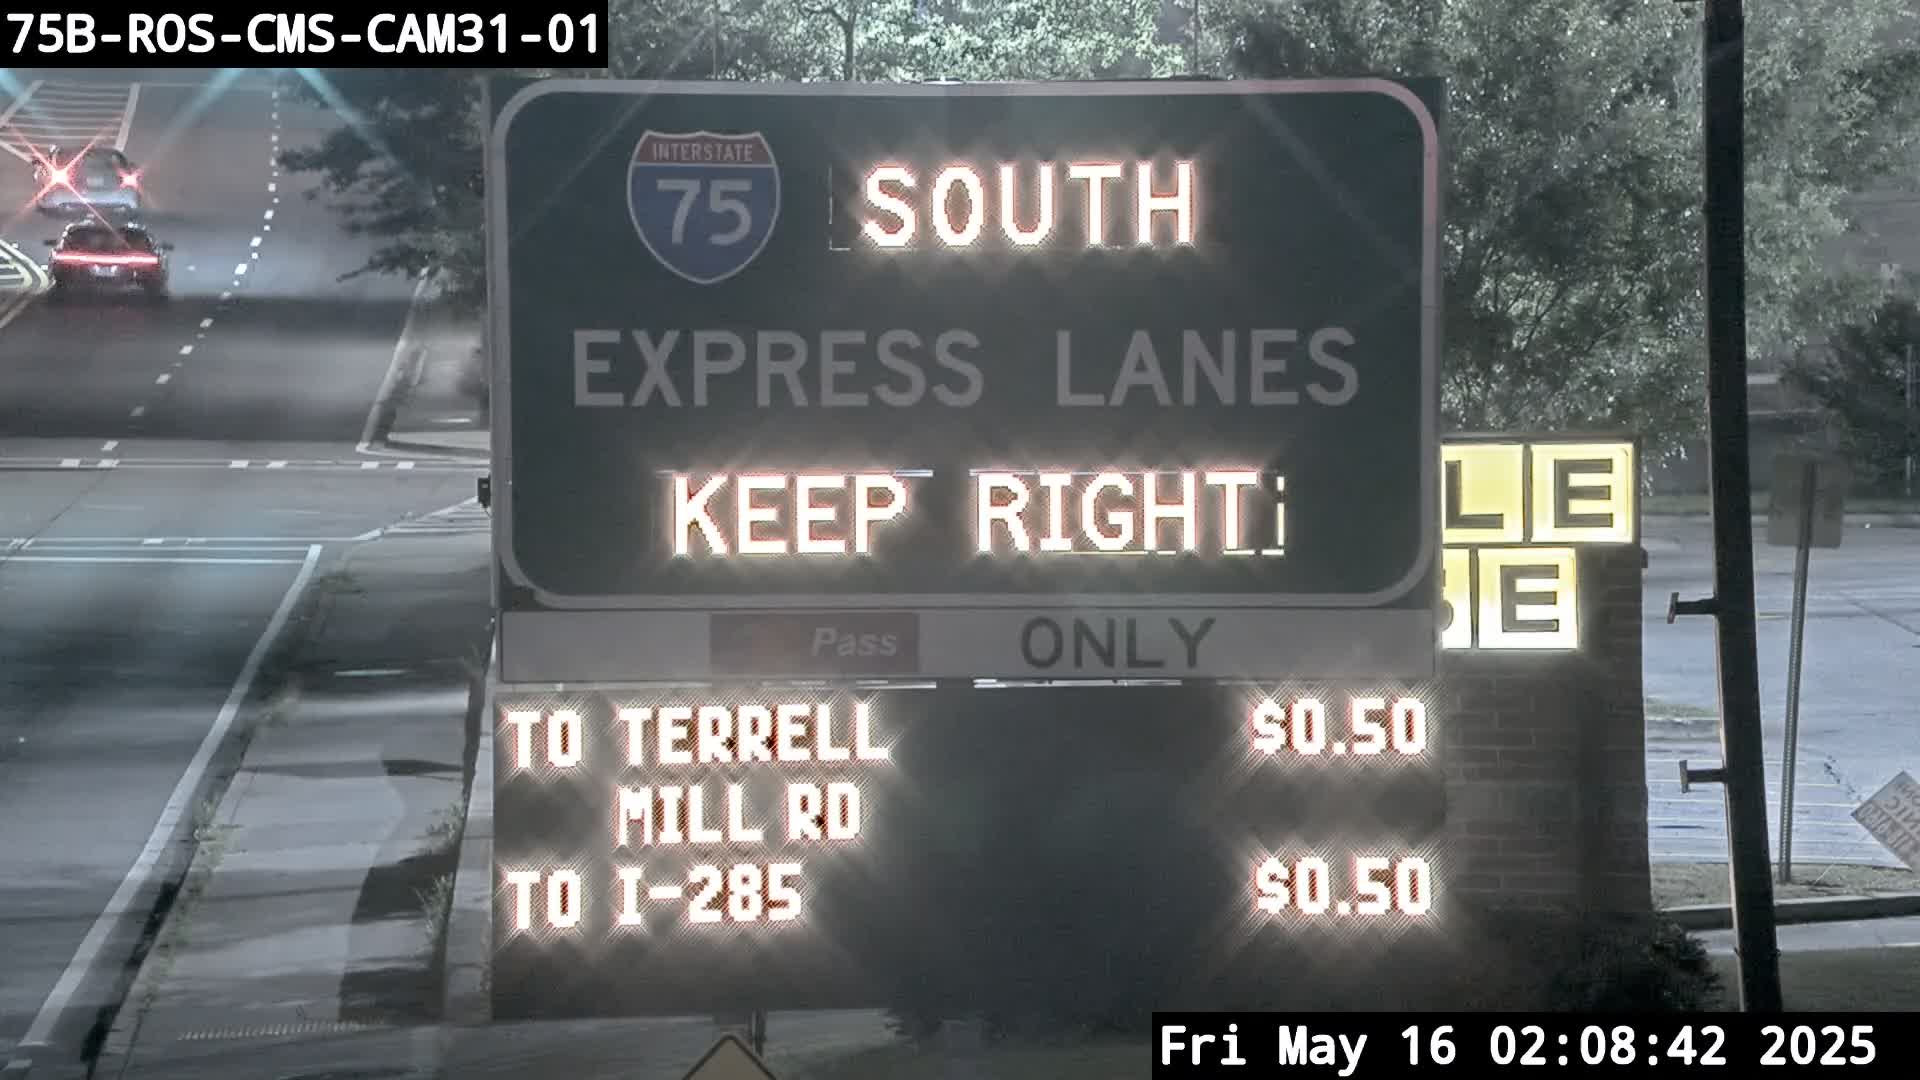 75B-ROS-CMS-CAM31-01
INTERSTATE
75
SOUTH
EXPRESS LANES
KEEP RIGHT
Pass ONLY
TO TERRELL $0.50
MILL RD
TO I-285 $0.50
LE
E
Fri May 16 02:08:42 2025